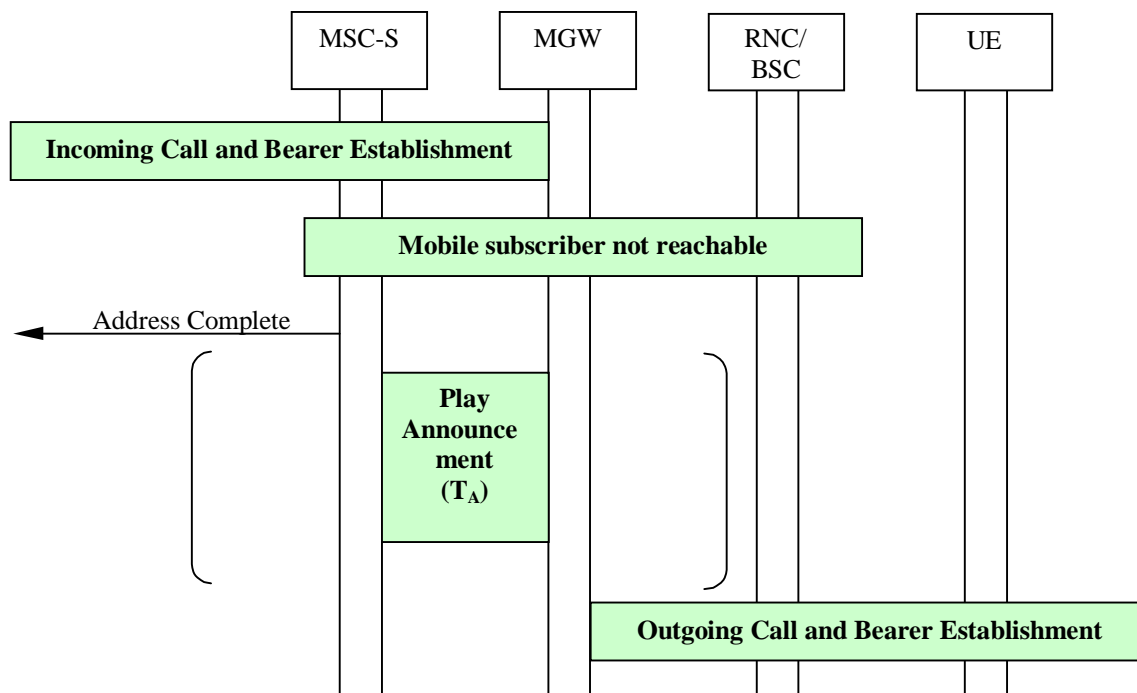 MSC-S
MGW
RNC/
BSC
UE
Incoming Call and Bearer Establishment
Mobile subscriber not reachable
Address Complete
Play
Announce
ment
(TA)
Outgoing Call and Bearer Establishment